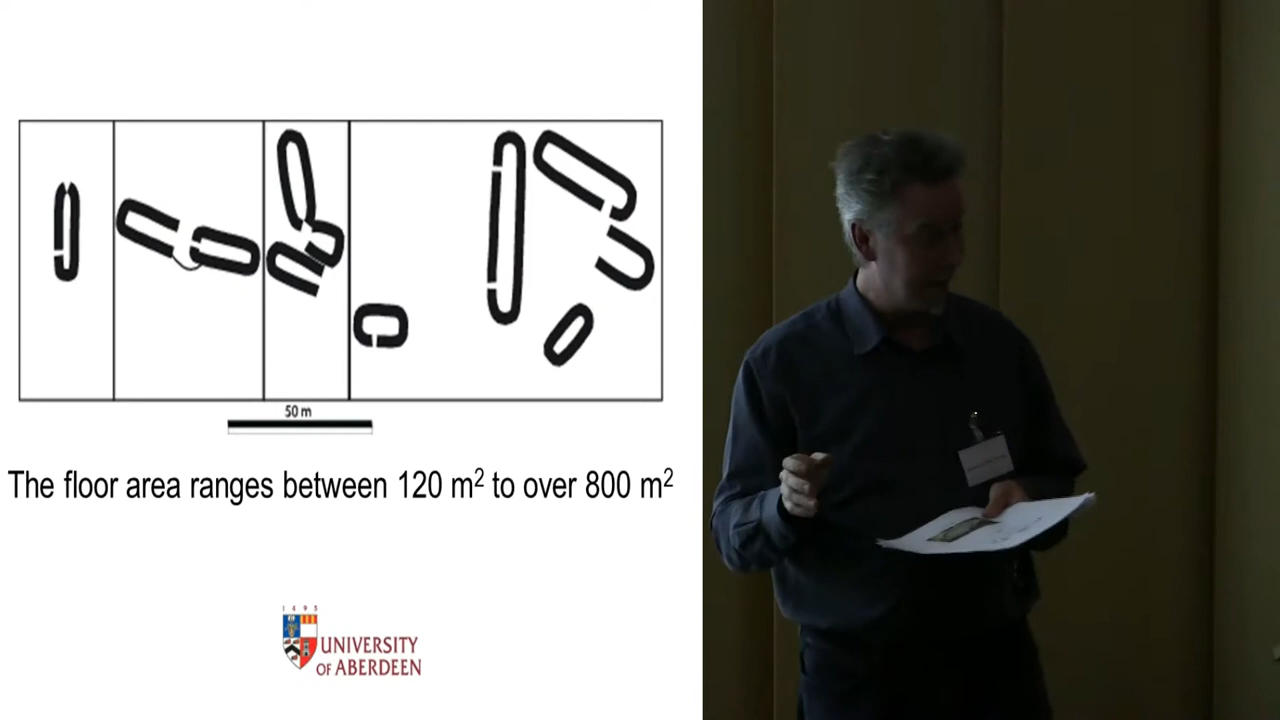 50 m
The floor area ranges between 120 m² to over 800 m²
1495
UNIVERSITY
OF ABERDEEN